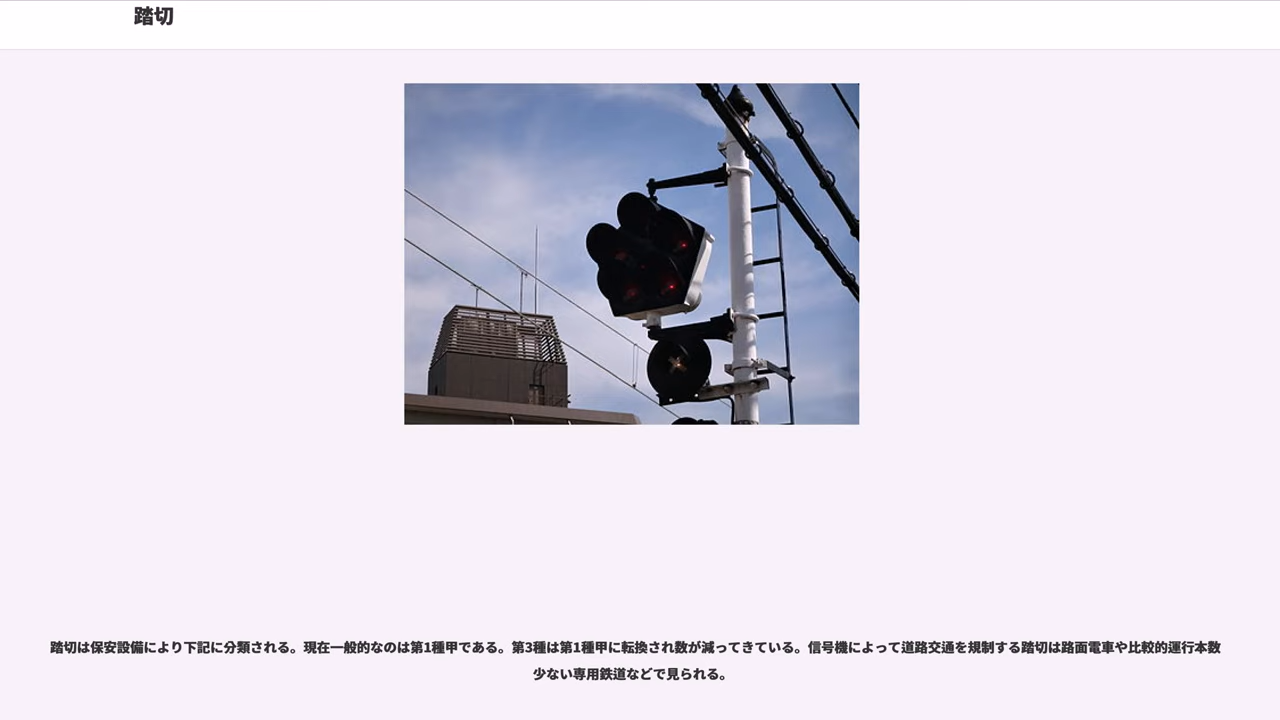 踏切
踏切は保安設備により下記に分類される。現在一般的なのは第1種甲である。第3種は第1種甲に転換され数が減ってきている。信号機によって道路交通を規制する踏切は路面電車や比較的運行本数
少ない専用鉄道などで見られる。